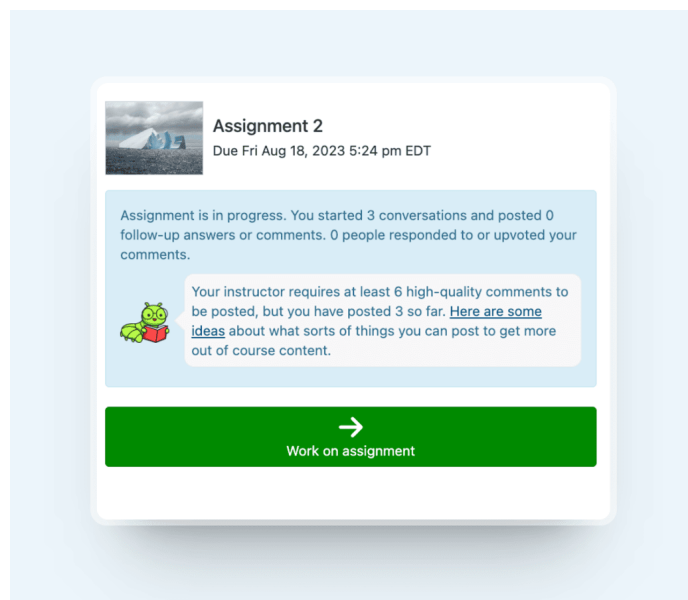 Assignment 2
Due Fri Aug 18, 2023 5:24 pm EDT
Assignment is in progress. You started 3 conversations and posted 0
follow-up answers or comments. 0 people responded to or upvoted your
comments.
Your instructor requires at least 6 high-quality comments to
be posted, but you have posted 3 so far. Here are some
ideas about what sorts of things you can post to get more
out of course content.
Work on assignment